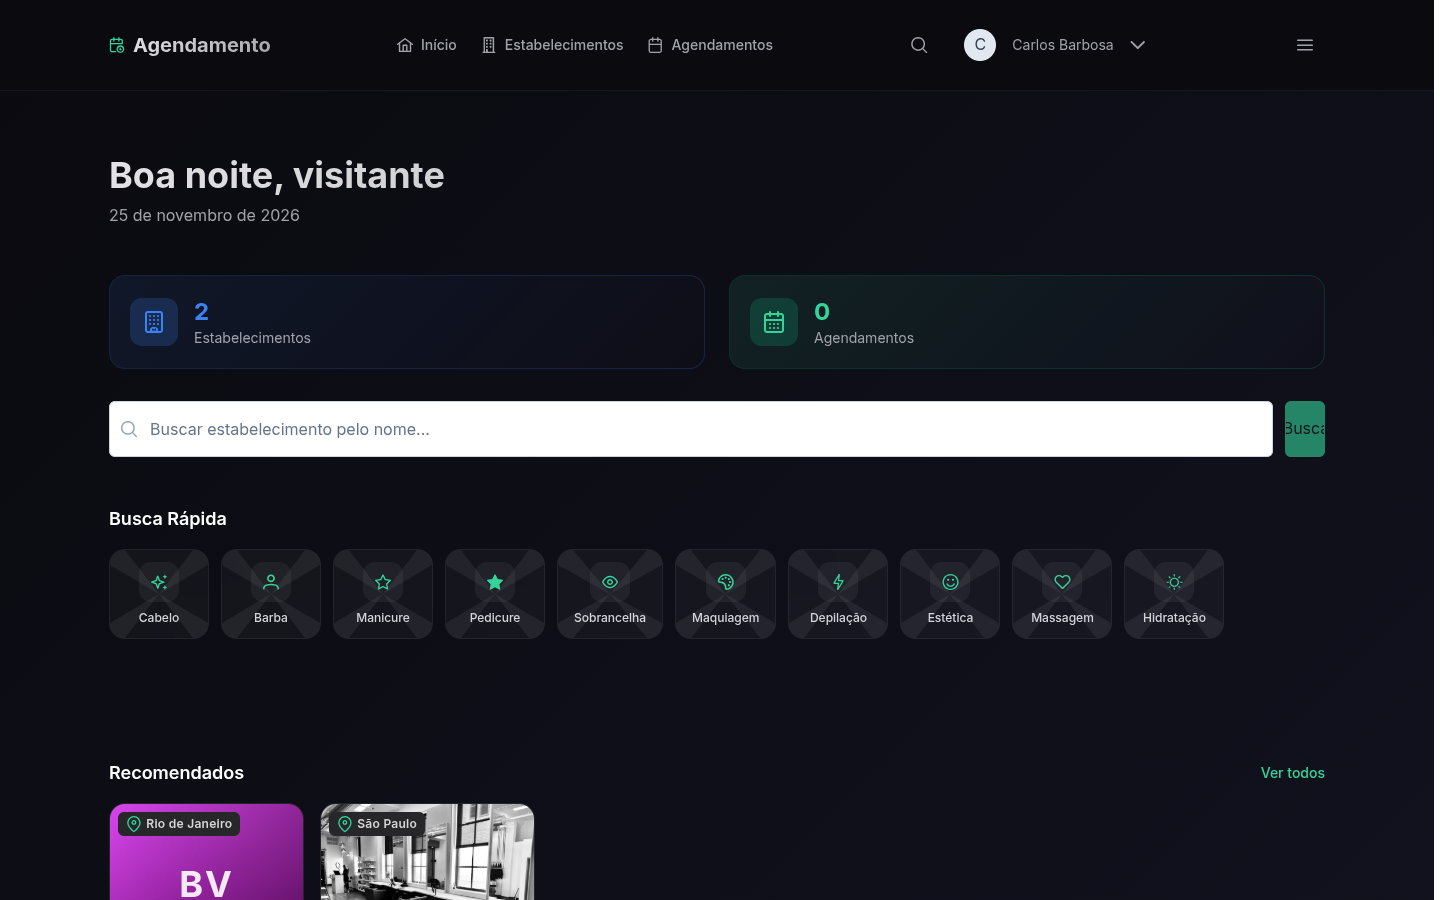 Agendamento
Início
Estabelecimentos
Agendamentos
C
Carlos Barbosa
Boa noite, visitante
25 de novembro de 2026
2
Estabelecimentos
0
Agendamentos
Buscar estabelecimento pelo nome...
Busca
Busca Rápida
Cabelo
Barba
Manicure
Pedicure
Sobrancelha
Maquiagem
Depilação
Estética
Massagem
Hidratação
Recomendados
Ver todos
Rio de Janeiro
São Paulo
BV